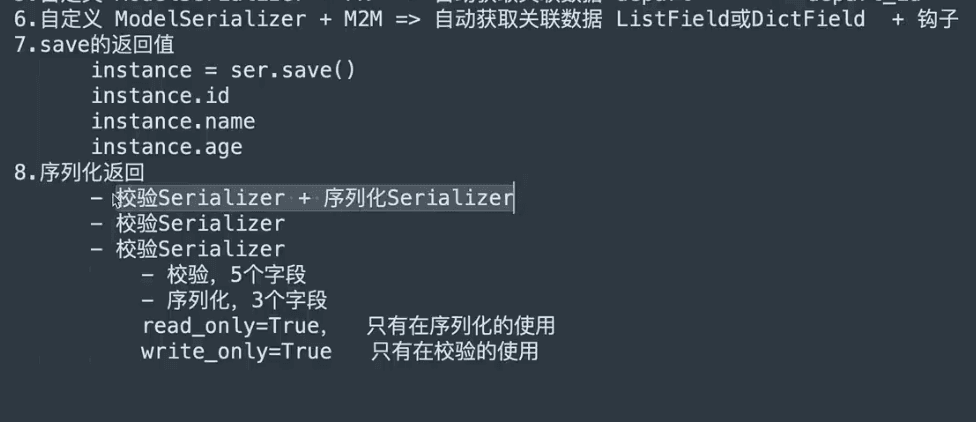 6.自定义 ModelSerializer + M2M => 自动获取关联数据 ListField或DictField + 钩子
7.save的返回值
instance = ser.save()
instance.id
instance.name
instance.age
8.序列化返回
- 校验Serializer + 序列化Serializer
- 校验Serializer
- 校验Serializer
- 校验, 5个字段
- 序列化, 3个字段
read_only=True, 只有在序列化的使用
write_only=True 只有在校验的使用